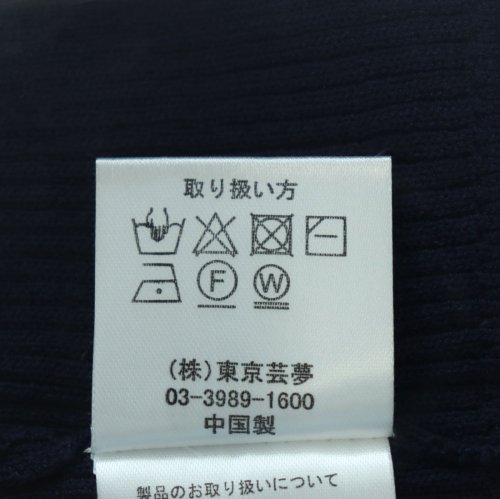 取り扱い方
F W
(株)東京芸夢
03-3989-1600
中国製
製品のお取り扱いについて